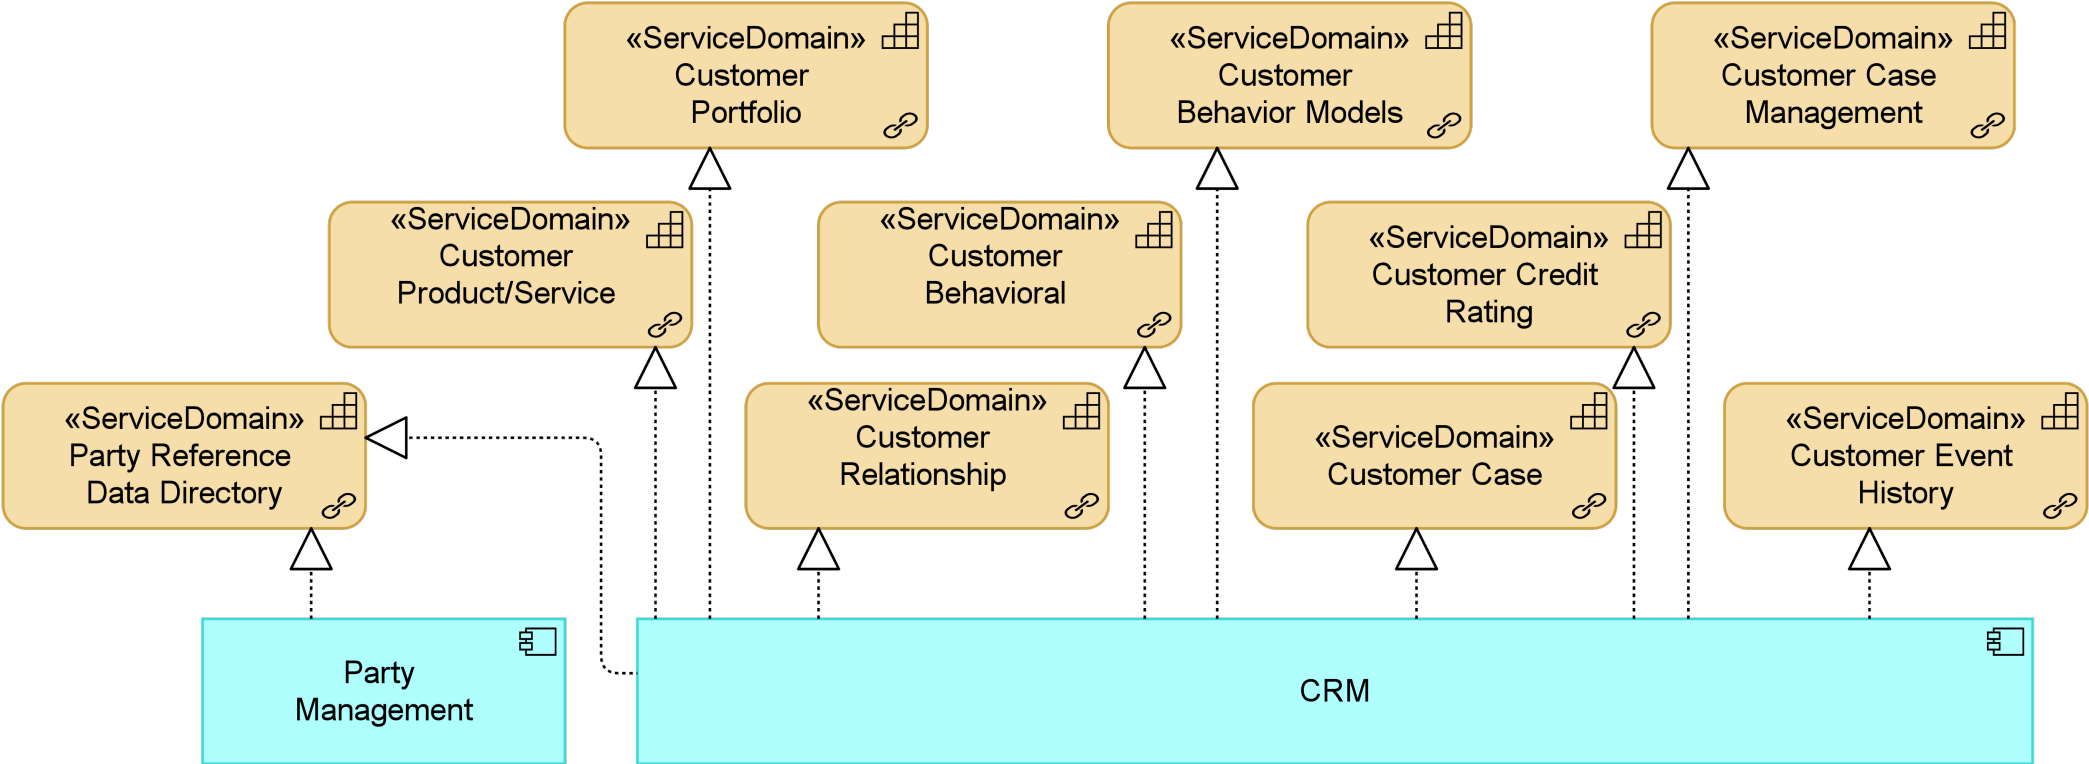 «ServiceDomain»
Customer
Portfolio
«ServiceDomain»
Customer
Behavior Models
«ServiceDomain»
Customer Case
Management
«ServiceDomain»
Customer
Product/Service
«ServiceDomain»
Customer
Behavioral
«ServiceDomain»
Customer Credit
Rating
«ServiceDomain»
Party Reference
Data Directory
«ServiceDomain»
Customer
Relationship
«ServiceDomain»
Customer Case
«ServiceDomain»
Customer Event
History
Party
Management
CRM